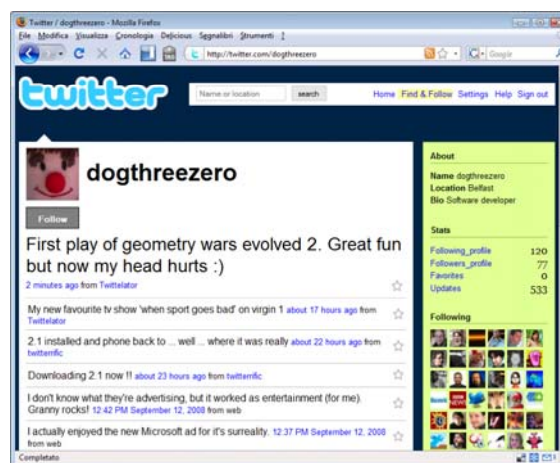 Twitter / dogthreezero - Mozilla Firefox
File Modifica Visualizza Cronologia Delicious Segnalibri Strumenti ?
http://twitter.com/dogthreezero
Google
twitter
Name or location
search
Home Find & Follow Settings Help Sign out
dogthreezero
Follow
First play of geometry wars evolved 2. Great fun
but now my head hurts :)
2 minutes ago from Twittelator
My new favourite tv show 'when sport goes bad' on virgin 1 about 17 hours ago from
Twittelator
2.1 installed and phone back to ... well ... where it was really about 22 hours ago from
twitterrific
Downloading 2.1 now !! about 23 hours ago from twitterrific
I don't know what they're advertising, but it worked as entertainment (for me).
Granny rocks! 12:42 PM September 12, 2008 from web
I actually enjoyed the new Microsoft ad for it's surreality. 12:37 PM September 12, 2008
from web
About
Name dogthreezero
Location Belfast
Bio Software developer
Stats
Following_profile 120
Followers_profile 77
Favorites 0
Updates 533
Following
Completato